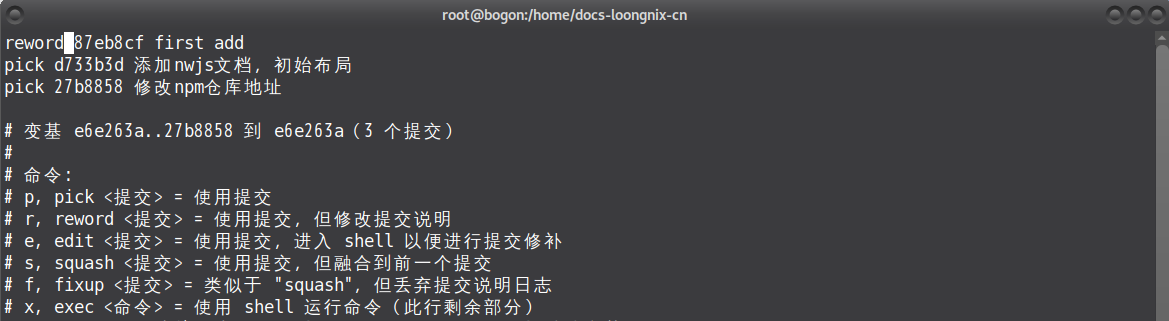 root@bogon:/home/docs-loongnix-cn
reword 87eb8cf first add
pick d733b3d 添加nwjs文档，初始布局
pick 27b8858 修改npm仓库地址
# 变基 e6e263a..27b8858 到 e6e263a（3 个提交）
#
# 命令:
# p, pick <提交> = 使用提交
# r, reword <提交> = 使用提交，但修改提交说明
# e, edit <提交> = 使用提交，进入 shell 以便进行提交修补
# s, squash <提交> = 使用提交，但融合到前一个提交
# f, fixup <提交> = 类似于 "squash"，但丢弃提交说明日志
# x, exec <命令> = 使用 shell 运行命令（此行剩余部分）